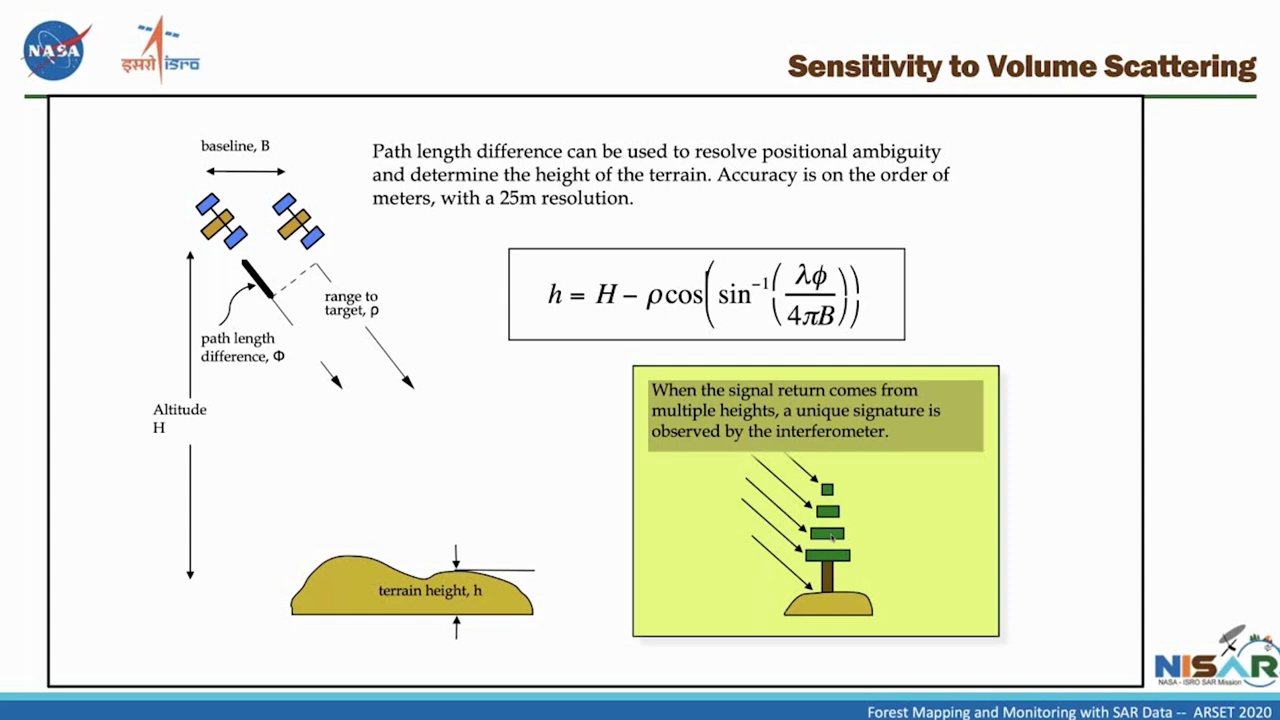 NASA
इसरो isro
Sensitivity to Volume Scattering
baseline, B
Path length difference can be used to resolve positional ambiguity
and determine the height of the terrain. Accuracy is on the order of
meters, with a 25m resolution.
h = H − ρcos(sin⁻¹(λϕ/4πB))
range to
target, ρ
path length
difference, Φ
Altitude
H
When the signal return comes from
multiple heights, a unique signature is
observed by the interferometer.
terrain height, h
NISAR
NASA - ISRO SAR Mission
Forest Mapping and Monitoring with SAR Data -- ARSET 2020